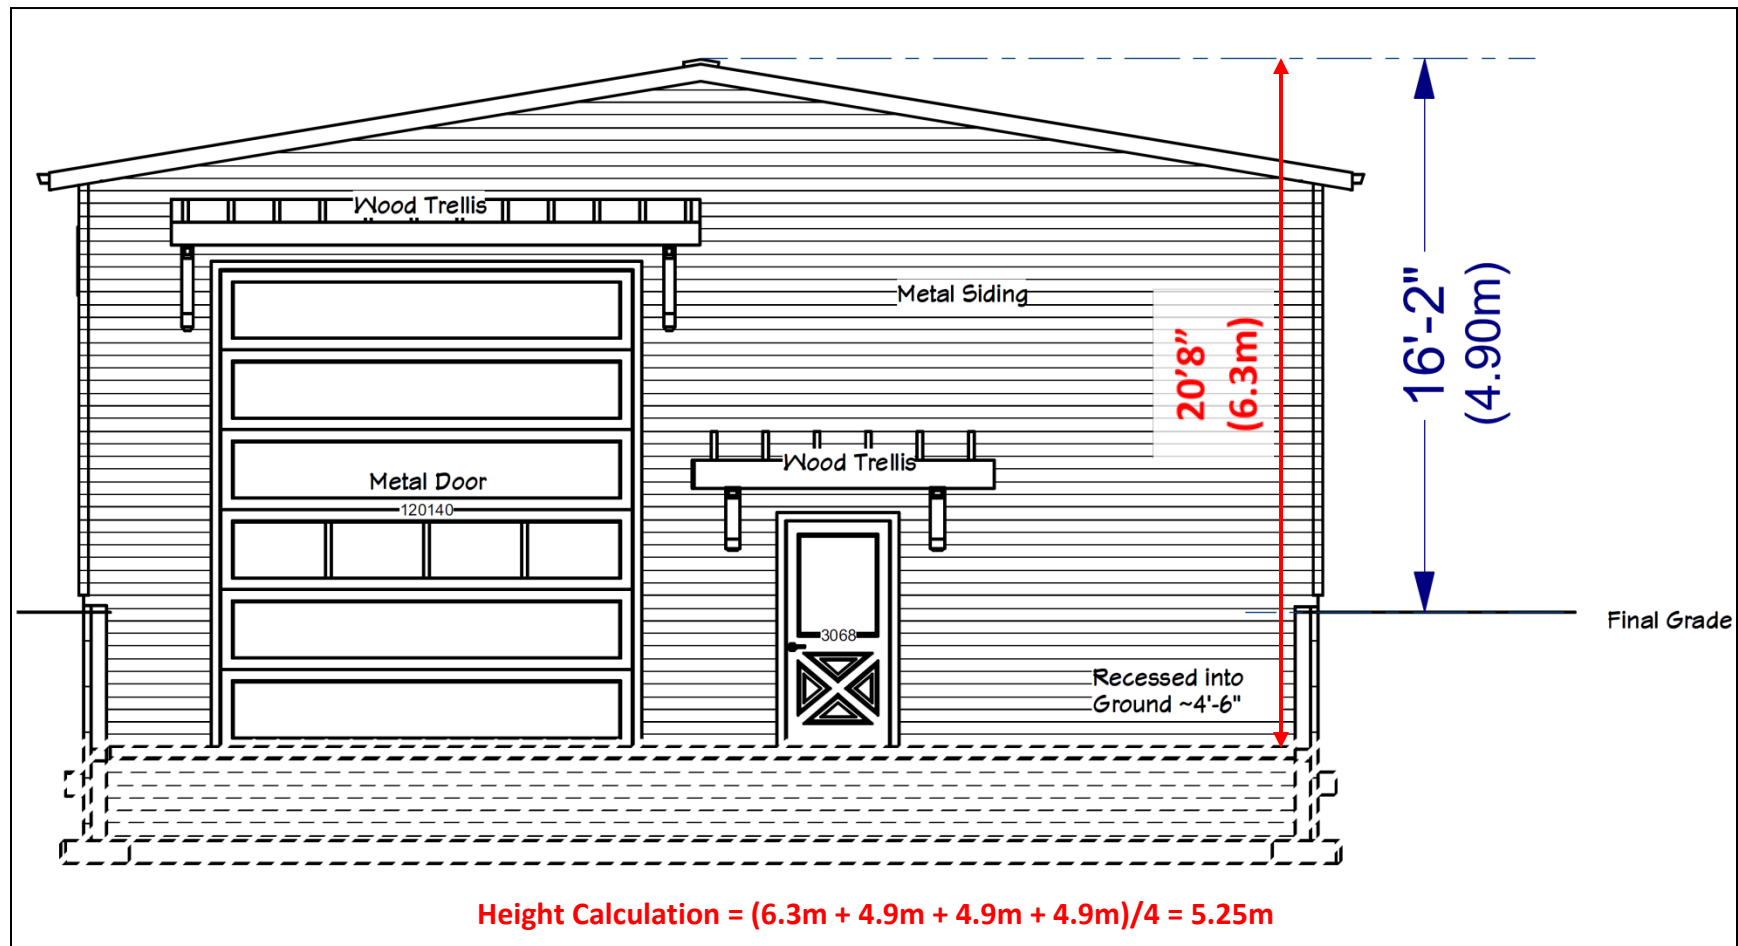 Wood Trellis
Metal Siding
20’8”
(6.3m)
16'-2"
(4.90m)
Wood Trellis
Metal Door
120140
3068
Final Grade
Recessed into
Ground ~4'-6"
Height Calculation = (6.3m + 4.9m + 4.9m + 4.9m)/4 = 5.25m